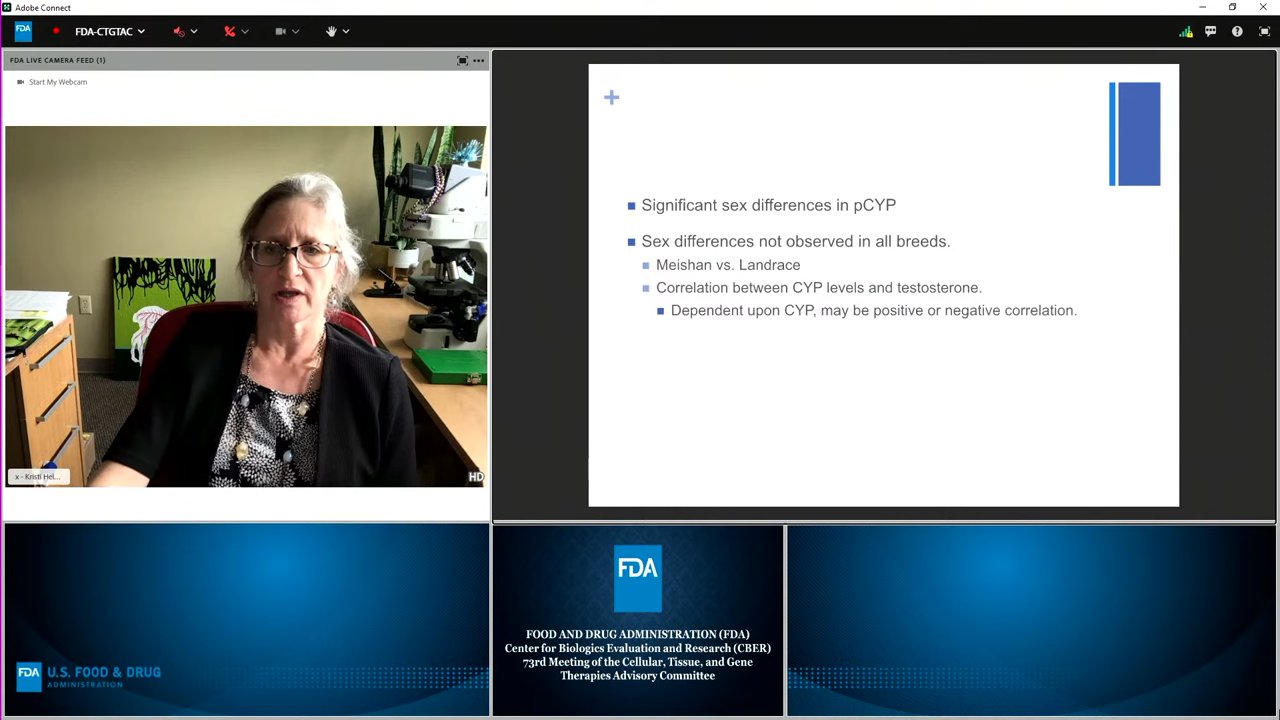 Adobe Connect
FDA
FDA-CTGTAC
FDA LIVE CAMERA FEED (1)
Start My Webcam
x - Kristi Hel...
HD
+
Significant sex differences in pCYP
Sex differences not observed in all breeds.
Meishan vs. Landrace
Correlation between CYP levels and testosterone.
Dependent upon CYP, may be positive or negative correlation.
FDA U.S. FOOD & DRUG
ADMINISTRATION
FDA
FOOD AND DRUG ADMINISTRATION (FDA)
Center for Biologics Evaluation and Research (CBER)
73rd Meeting of the Cellular, Tissue, and Gene
Therapies Advisory Committee